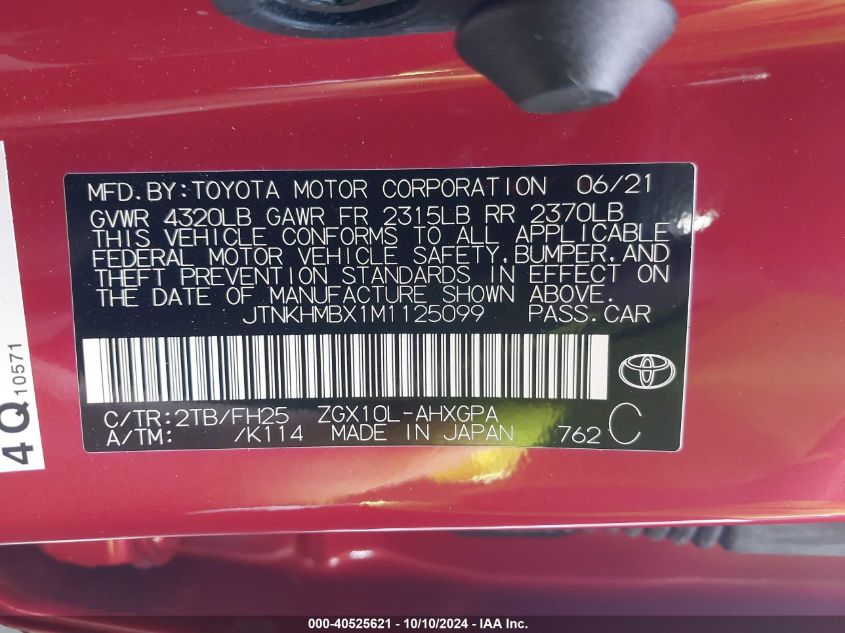 MFD.BY:TOYOTA MOTOR CORPORATION 06/21
GVWR 4320LB GAWR FR 2315LB RR 2370LB
THIS VEHICLE CONFORMS TO ALL APPLICABLE
FEDERAL MOTOR VEHICLE SAFETY,BUMPER,AND
THEFT PREVENTION STANDARDS IN EFFECT ON
THE DATE OF MANUFACTURE SHOWN ABOVE.
JTNKHMBX1M1125099 PASS.CAR
C/TR:2TB/FH25 ZGX10L-AHXGPA
A/TM: /K114 MADE IN JAPAN 762 C
4Q 10571
000-40525621 - 10/10/2024 - IAA Inc.